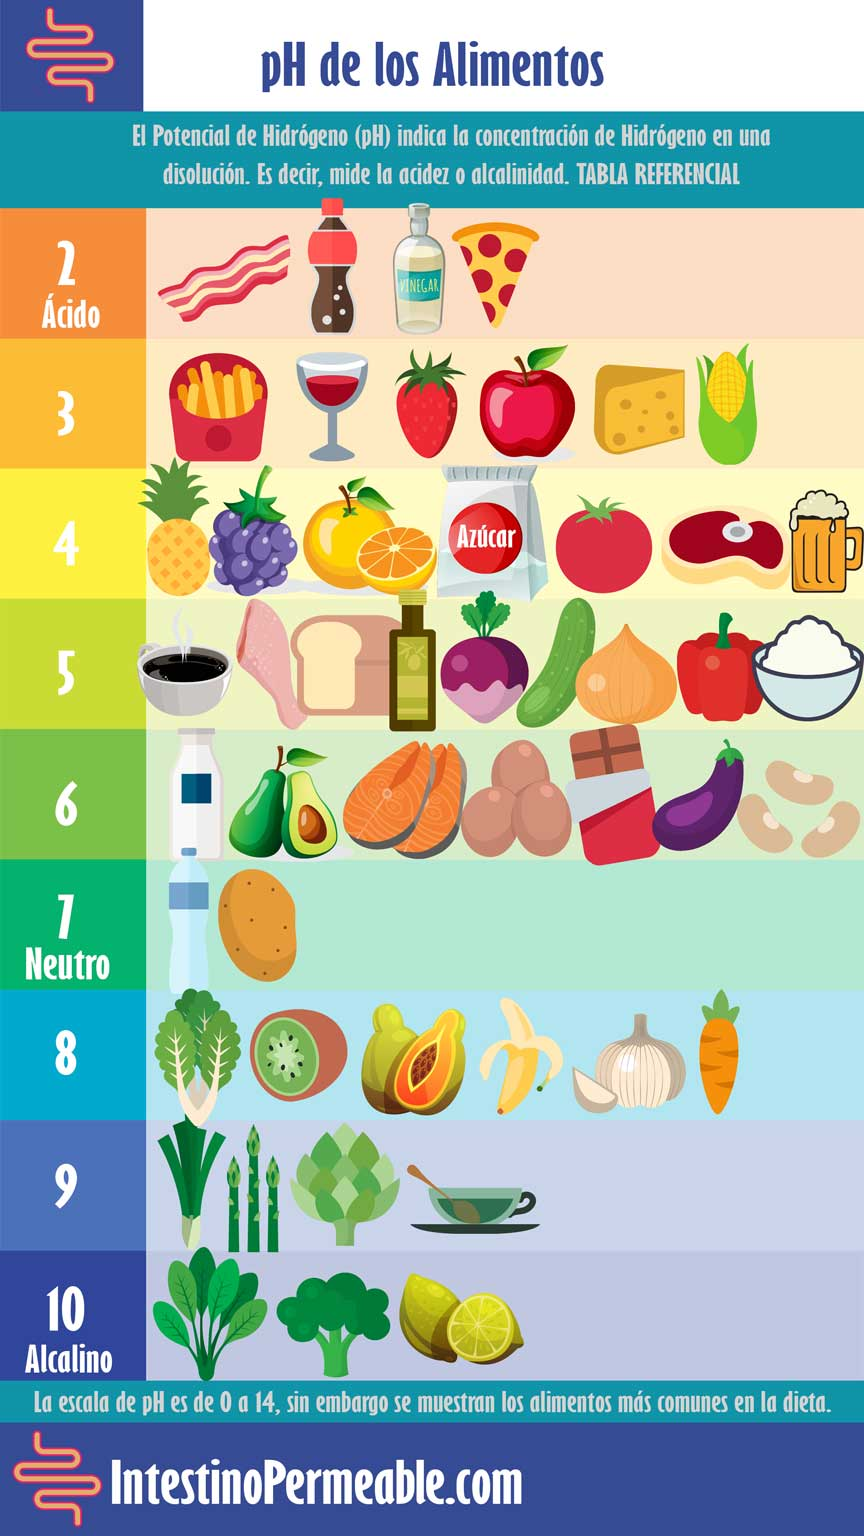 pH de los Alimentos
El Potencial de Hidrógeno (pH) indica la concentración de Hidrógeno en una
disolución. Es decir, mide la acidez o alcalinidad. TABLA REFERENCIAL
2
Ácido
VINEGAR
3
4
Azúcar
5
6
7
Neutro
8
9
10
Alcalino
La escala de pH es de 0 a 14, sin embargo se muestran los alimentos más comunes en la dieta.
IntestinoPermeable.com